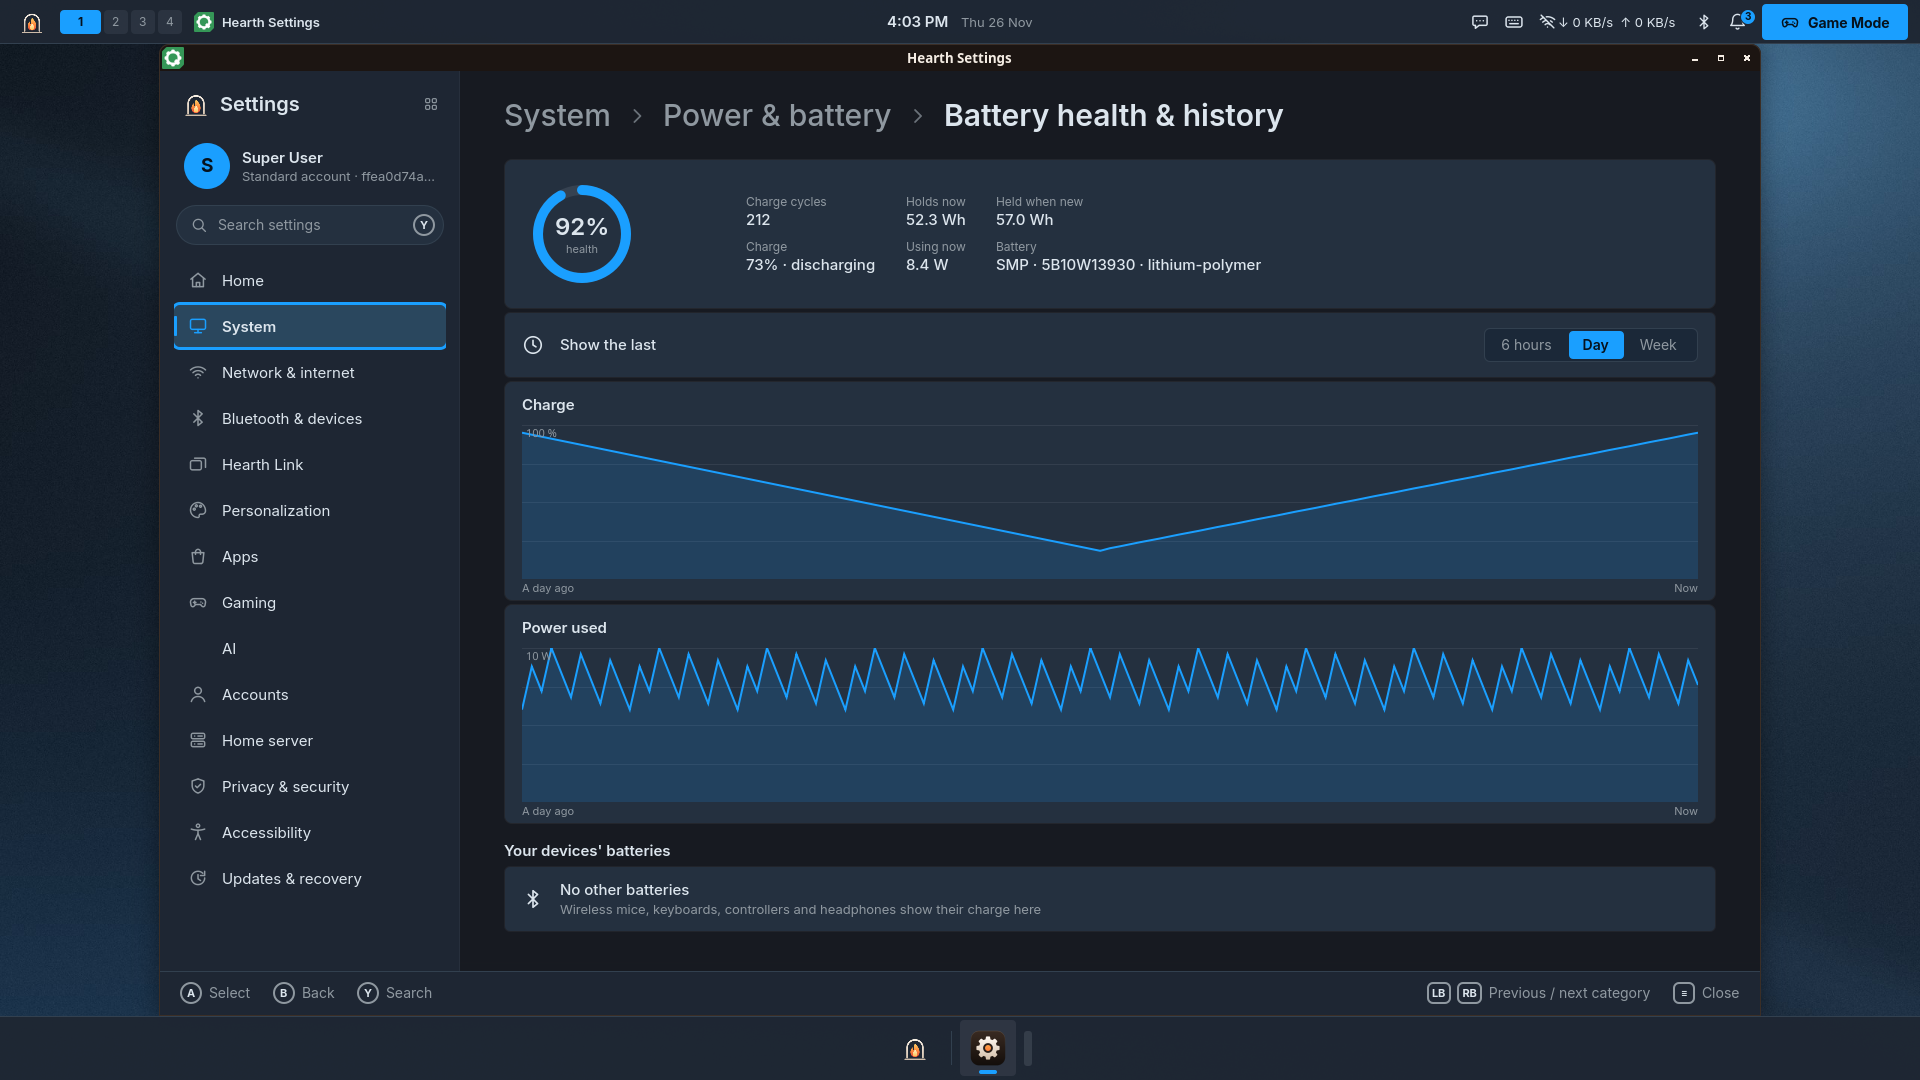 1 2 3 4 Hearth Settings
4:03 PM Thu 26 Nov
↓ 0 KB/s ↑ 0 KB/s 3 Game Mode
Hearth Settings
Settings
S
Super User
Standard account · ffea0d74a...
Search settings Y
Home
System
Network & internet
Bluetooth & devices
Hearth Link
Personalization
Apps
Gaming
AI
Accounts
Home server
Privacy & security
Accessibility
Updates & recovery
System > Power & battery > Battery health & history
92%
health
Charge cycles Holds now Held when new
212 52.3 Wh 57.0 Wh
Charge Using now Battery
73% · discharging 8.4 W SMP · 5B10W13930 · lithium-polymer
Show the last 6 hours Day Week
Charge
100 %
A day ago Now
Power used
10 W
A day ago Now
Your devices' batteries
No other batteries
Wireless mice, keyboards, controllers and headphones show their charge here
A Select B Back Y Search
LB RB Previous / next category ≡ Close